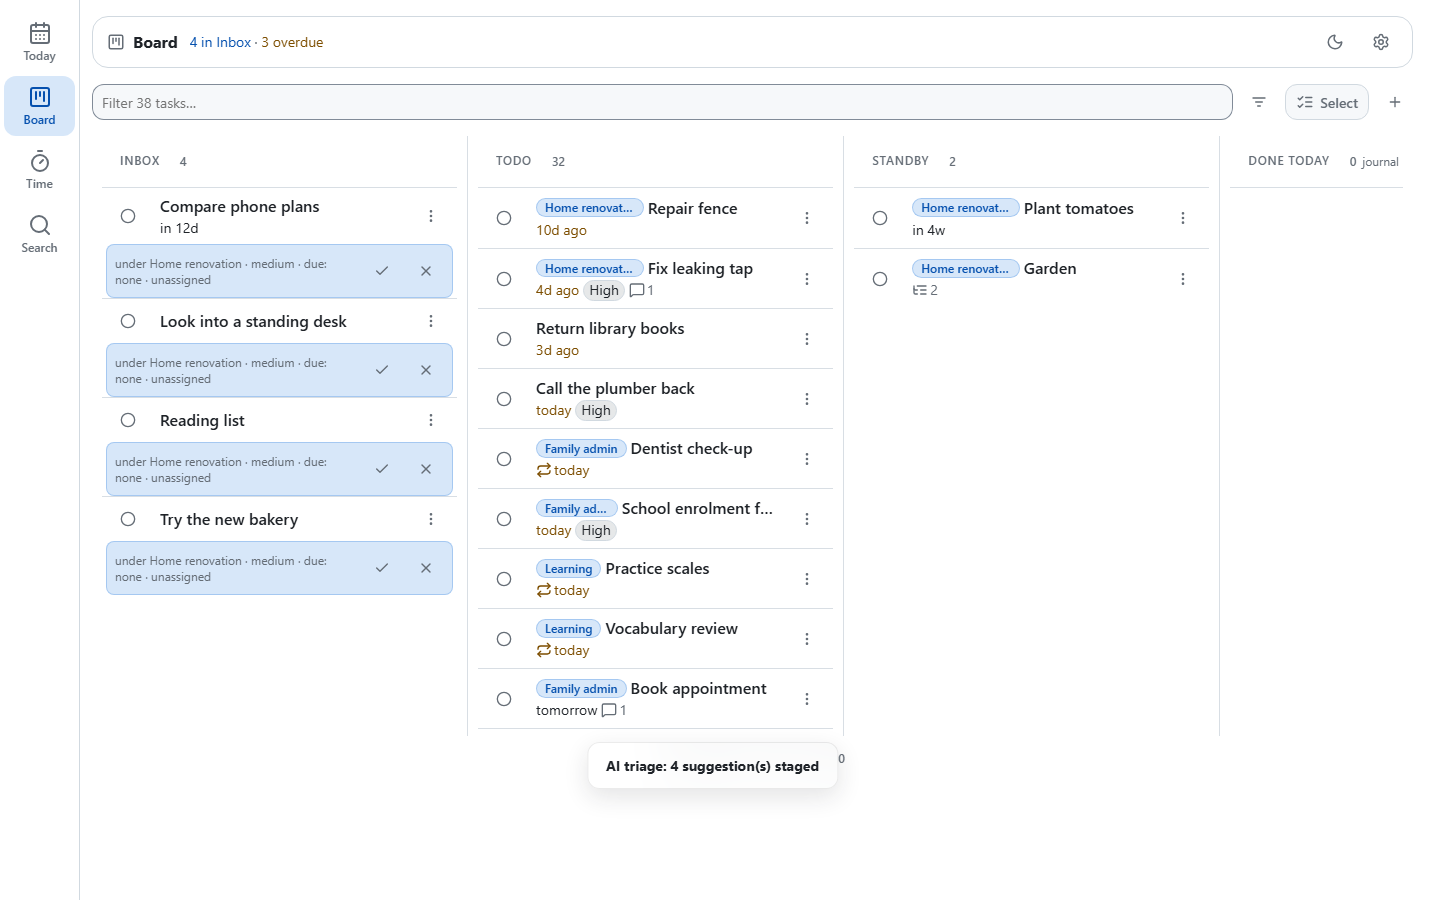 Today
Board
Time
Search
Board 4 in Inbox · 3 overdue
Filter 38 tasks...
Select
INBOX 4
Compare phone plans
in 12d
under Home renovation · medium · due:
none · unassigned
Look into a standing desk
under Home renovation · medium · due:
none · unassigned
Reading list
under Home renovation · medium · due:
none · unassigned
Try the new bakery
under Home renovation · medium · due:
none · unassigned
TODO 32
Home renovat... Repair fence
10d ago
Home renovat... Fix leaking tap
4d ago High 1
Return library books
3d ago
Call the plumber back
today High
Family admin Dentist check-up
today
Family ad... School enrolment f...
today High
Learning Practice scales
today
Learning Vocabulary review
today
Family admin Book appointment
tomorrow 1
STANDBY 2
Home renovat... Plant tomatoes
in 4w
Home renovat... Garden
2
DONE TODAY 0 journal
AI triage: 4 suggestion(s) staged